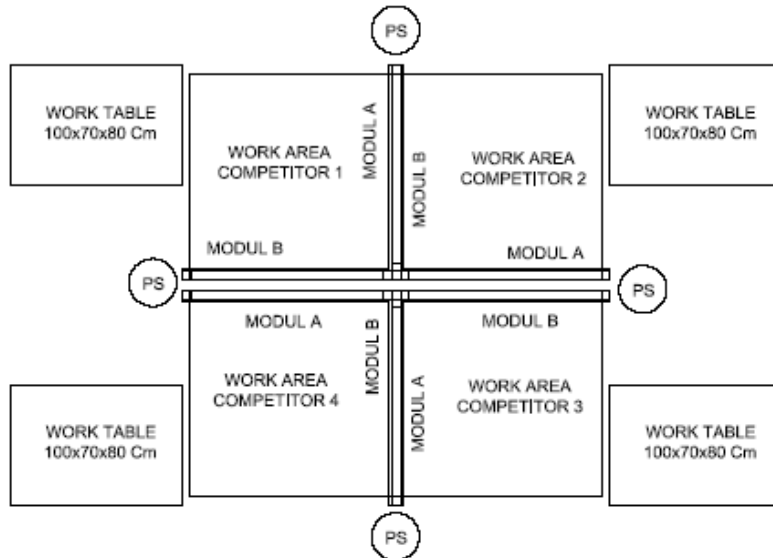 PS
WORK TABLE
100x70x80 Cm
WORK AREA
COMPETITOR 1
MODUL A
MODUL B
WORK AREA
COMPETITOR 2
WORK TABLE
100x70x80 Cm
MODUL B
MODUL A
PS
PS
MODUL A
MODUL B
MODUL B
WORK AREA
COMPETITOR 4
MODUL A
WORK AREA
COMPETITOR 3
WORK TABLE
100x70x80 Cm
WORK TABLE
100x70x80 Cm
PS